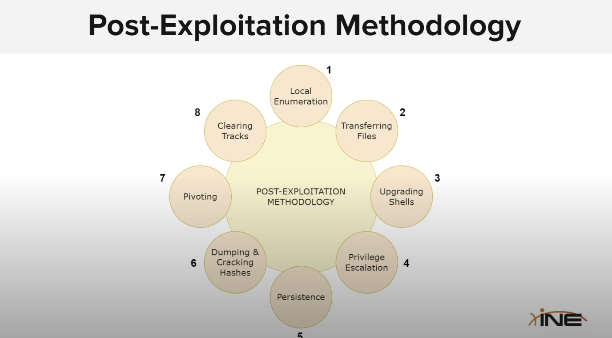 Post-Exploitation Methodology
1
Local
Enumeration
2
Transferring
Files
3
Upgrading
Shells
4
Privilege
Escalation
5
Persistence
6
Dumping &
Cracking
Hashes
7
Pivoting
8
Clearing
Tracks
POST-EXPLOITATION
METHODOLOGY
INE